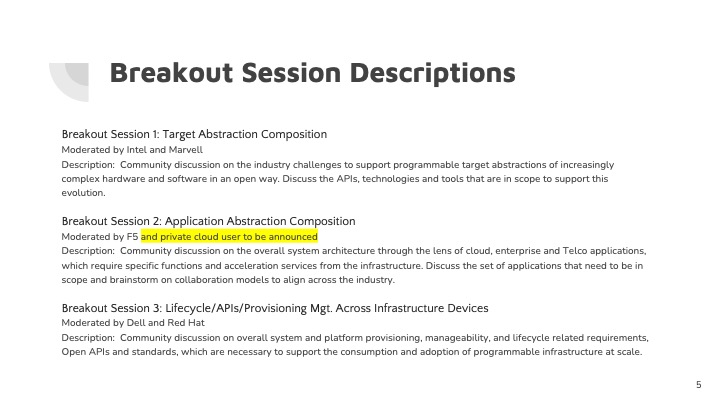 Breakout Session Descriptions
Breakout Session 1: Target Abstraction Composition
Moderated by Intel and Marvell
Description:  Community discussion on the industry challenges to support programmable target abstractions of increasingly
complex hardware and software in an open way. Discuss the APIs, technologies and tools that are in scope to support this
evolution.
Breakout Session 2: Application Abstraction Composition
Moderated by F5 and private cloud user to be announced
Description:  Community discussion on the overall system architecture through the lens of cloud, enterprise and Telco applications,
which require specific functions and acceleration services from the infrastructure. Discuss the set of applications that need to be in
scope and brainstorm on collaboration models to align across the industry.
Breakout Session 3: Lifecycle/APIs/Provisioning Mgt. Across Infrastructure Devices
Moderated by Dell and Red Hat
Description:  Community discussion on overall system and platform provisioning, manageability, and lifecycle related requirements,
Open APIs and standards, which are necessary to support the consumption and adoption of programmable infrastructure at scale.
5